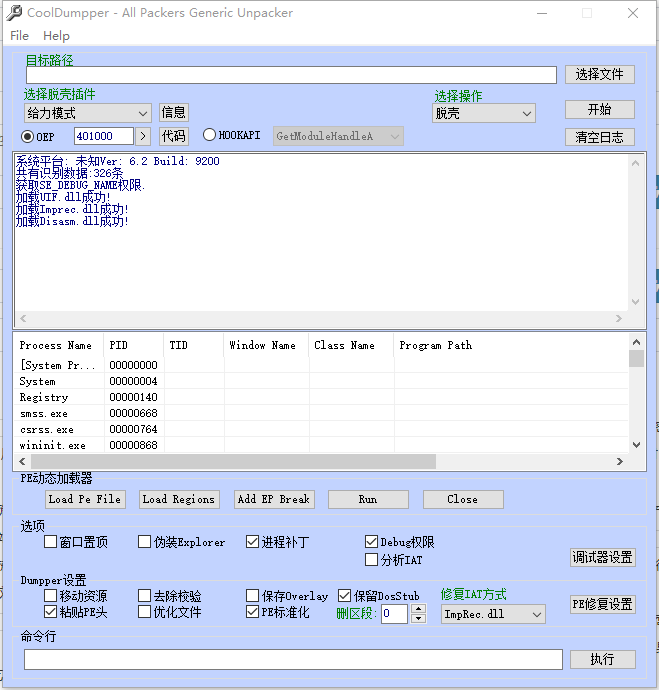 CoolDumpper - All Packers Generic Unpacker
File Help
目标路径
选择文件
选择脱壳插件
选择操作
给力模式 信息 脱壳 开始
OEP 401000 > 代码 HOOKAPI GetModuleHandleA 清空日志
系统平台: 未知Ver: 6.2 Build: 9200
共有识别数据:326条
获取SE_DEBUG_NAME权限.
加载UIF.dll成功!
加载Imprec.dll成功!
加载Disasm.dll成功!
Process Name PID TID Window Name Class Name Program Path
[System Pr... 00000000
System 00000004
Registry 00000140
smss.exe 00000668
csrss.exe 00000764
wininit.exe 00000868
PE动态加载器
Load Pe File Load Regions Add EP Break Run Close
选项
窗口置顶 伪装Explorer 进程补丁 Debug权限
分析IAT 调试器设置
Dumpper设置
移动资源 去除校验 保存Overlay 保留DosStub 修复IAT方式
粘贴PE头 优化文件 PE标准化 删区段: 0 ImpRec.dll PE修复设置
命令行
执行